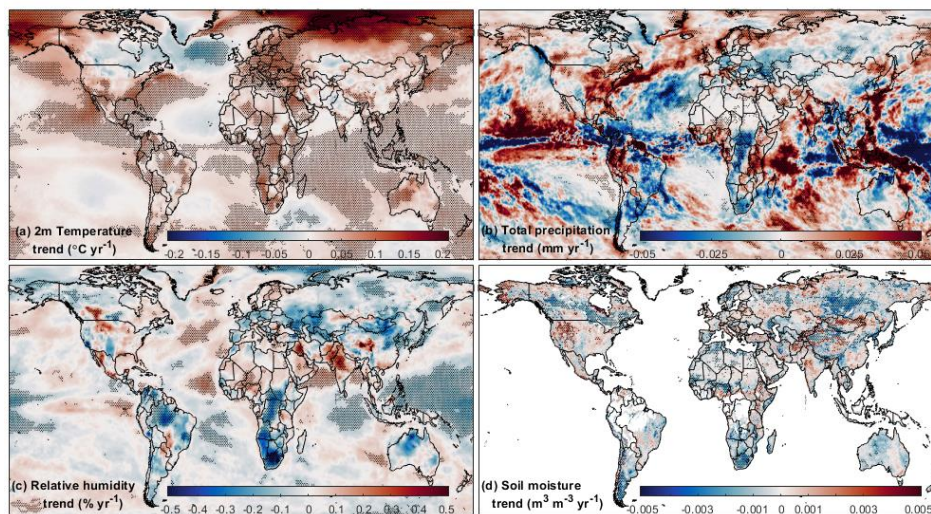 (a) 2m Temperature
trend (°C yr⁻¹)
-0.2 -0.15 -0.1 -0.05 0 0.05 0.1 0.15 0.2
(b) Total precipitation
trend (mm yr⁻¹)
-0.05 -0.025 0 0.025 0.05
(c) Relative humidity
trend (% yr⁻¹)
-0.5 -0.4 -0.3 -0.2 -0.1 0 0.1 0.2 0.3 0.4 0.5
(d) Soil moisture
trend (m³ m⁻³ yr⁻¹)
-0.005 -0.003 -0.001 0 0.001 0.003 0.005